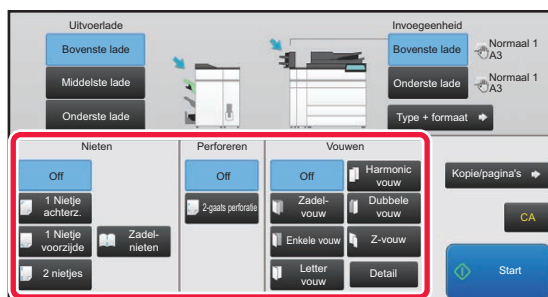 Uitvoerlade
Bovenste lade
Middelste lade
Onderste lade
Invoegeenheid
Bovenste lade
Normaal 1
A3
Onderste lade
Normaal 1
A3
Type + formaat
Nieten
Off
1 Nietje
achterz.
1 Nietje
voorzijde
Zadel-
nieten
2 nietjes
Perforeren
Off
2-gaats perforatie
Vouwen
Off
Harmonic
vouw
Zadel-
vouw
Dubbele
vouw
Enkele vouw
Z-vouw
Letter
vouw
Detail
Kopie/pagina's
CA
Start